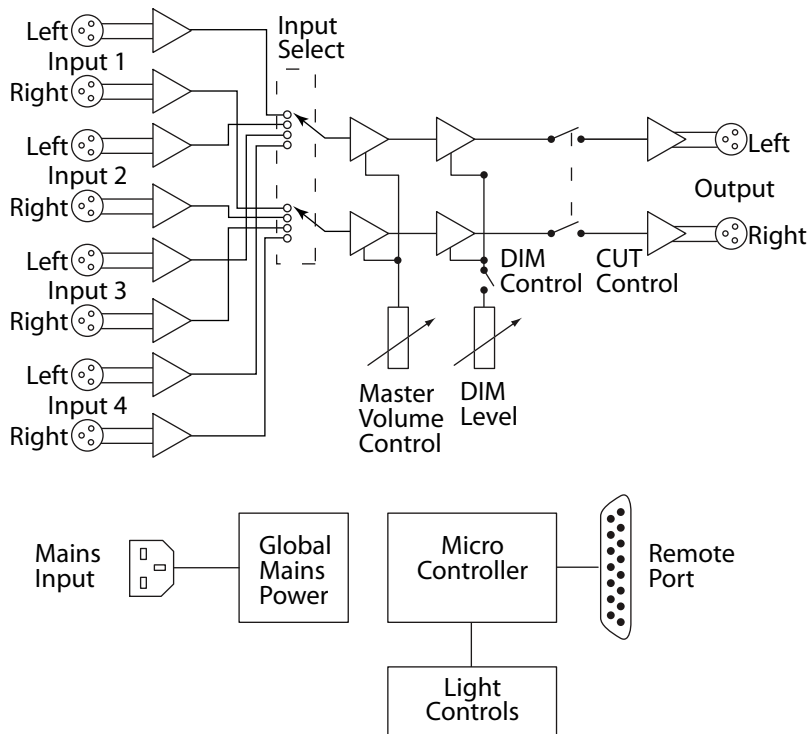 Left
Input 1
Right
Left
Input 2
Right
Left
Input 3
Right
Left
Input 4
Right
Input
Select
DIM
Control
CUT
Control
Left
Output
Right
Master
Volume
Control
DIM
Level
Mains
Input
Global
Mains
Power
Micro
Controller
Remote
Port
Light
Controls